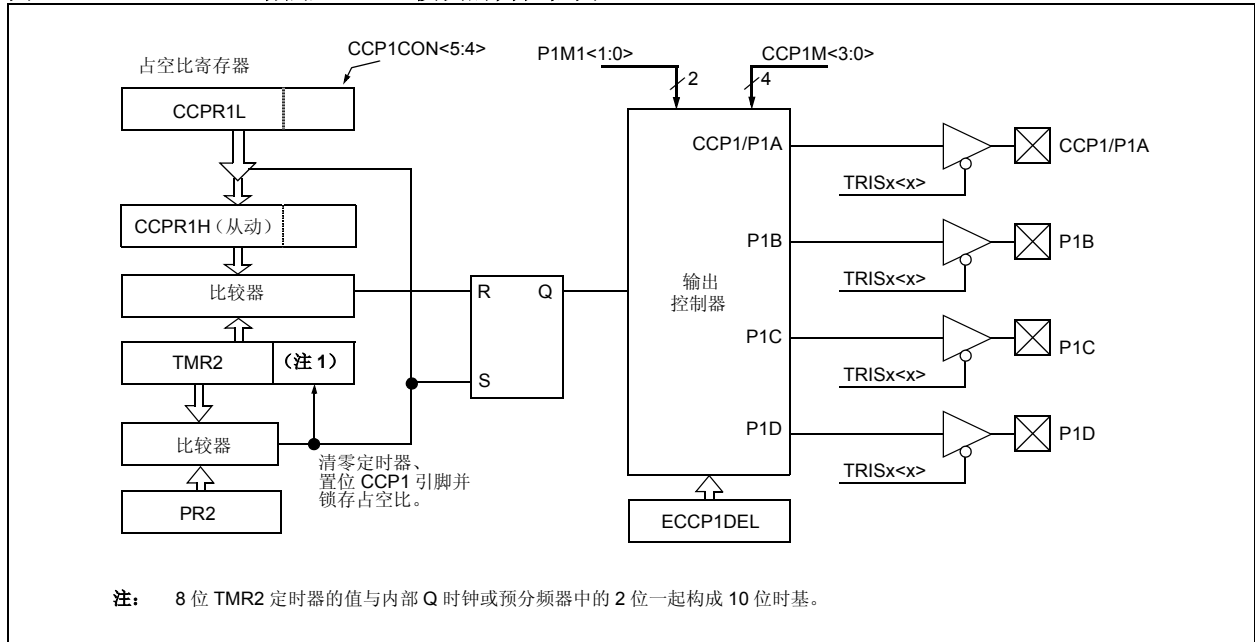 CCP1CON<5:4>
占空比寄存器
CCPR1L
CCPR1H（从动）
比较器
TMR2
（注 1）
比较器
PR2
清零定时器、
置位 CCP1 引脚并
锁存占空比。
R
Q
S
P1M1<1:0>
2
CCP1M<3:0>
4
输出
控制器
CCP1/P1A
TRISx<x>
CCP1/P1A
P1B
TRISx<x>
P1B
P1C
TRISx<x>
P1C
P1D
TRISx<x>
P1D
ECCP1DEL
注： 8 位 TMR2 定时器的值与内部 Q 时钟或预分频器中的 2 位一起构成 10 位时基。